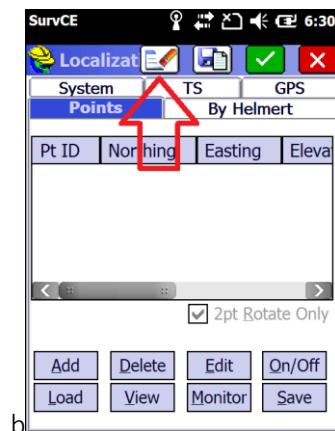 SurvCE 6:30
Localizat
System TS GPS
Points By Helmert
Pt ID Northing Easting Eleva
2pt Rotate Only
Add Delete Edit On/Off
Load View Monitor Save
b